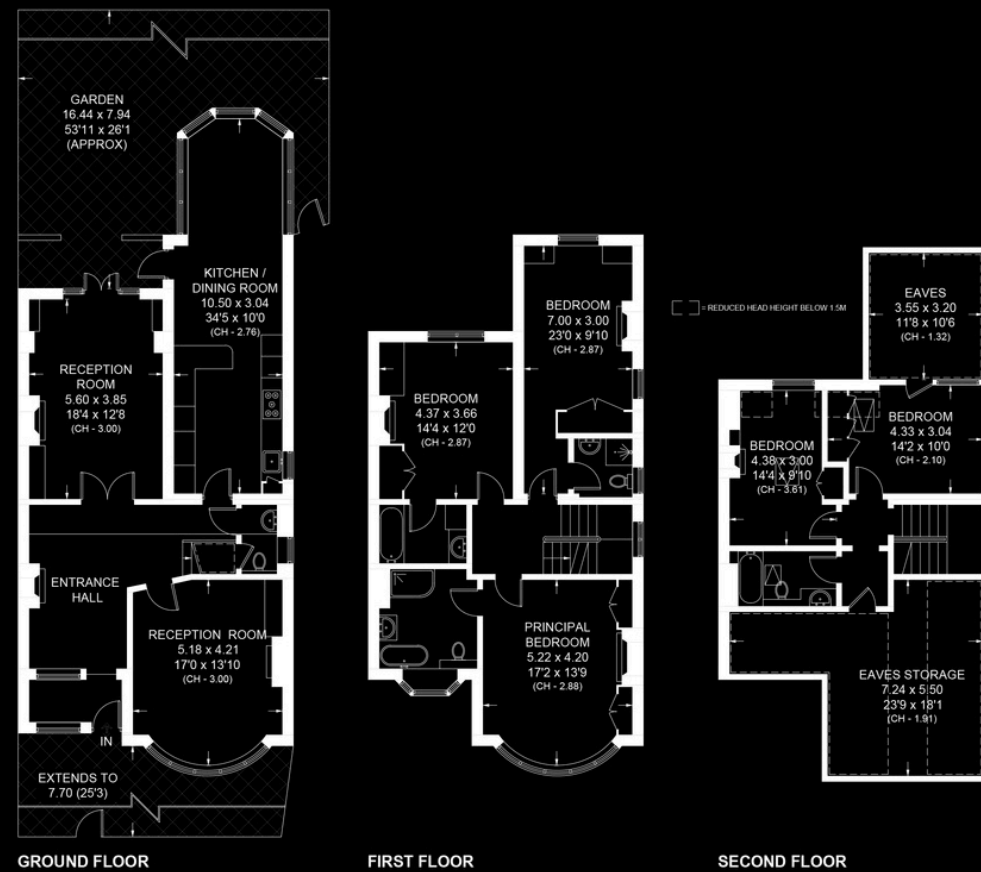 GARDEN
16.44 x 7.94
53'11 x 26'1
(APPROX)
KITCHEN /
DINING ROOM
10.50 x 3.04
34'5 x 10'0
(CH - 2.76)
RECEPTION
ROOM
5.60 x 3.85
18'4 x 12'8
(CH - 3.00)
ENTRANCE
HALL
RECEPTION ROOM
5.18 x 4.21
17'0 x 13'10
(CH - 3.00)
IN
EXTENDS TO
7.70 (25'3)
GROUND FLOOR
BEDROOM
7.00 x 3.00
23'0 x 9'10
(CH - 2.87)
BEDROOM
4.37 x 3.66
14'4 x 12'0
(CH - 2.87)
PRINCIPAL
BEDROOM
5.22 x 4.20
17'2 x 13'9
(CH - 2.88)
FIRST FLOOR
= REDUCED HEAD HEIGHT BELOW 1.5M
EAVES
3.55 x 3.20
11'8 x 10'6
(CH - 1.32)
BEDROOM
4.33 x 3.04
14'2 x 10'0
(CH - 2.10)
BEDROOM
4.38 x 3.00
14'4 x 9'10
(CH - 3.61)
EAVES STORAGE
7.24 x 5.50
23'9 x 18'1
(CH - 1.91)
SECOND FLOOR